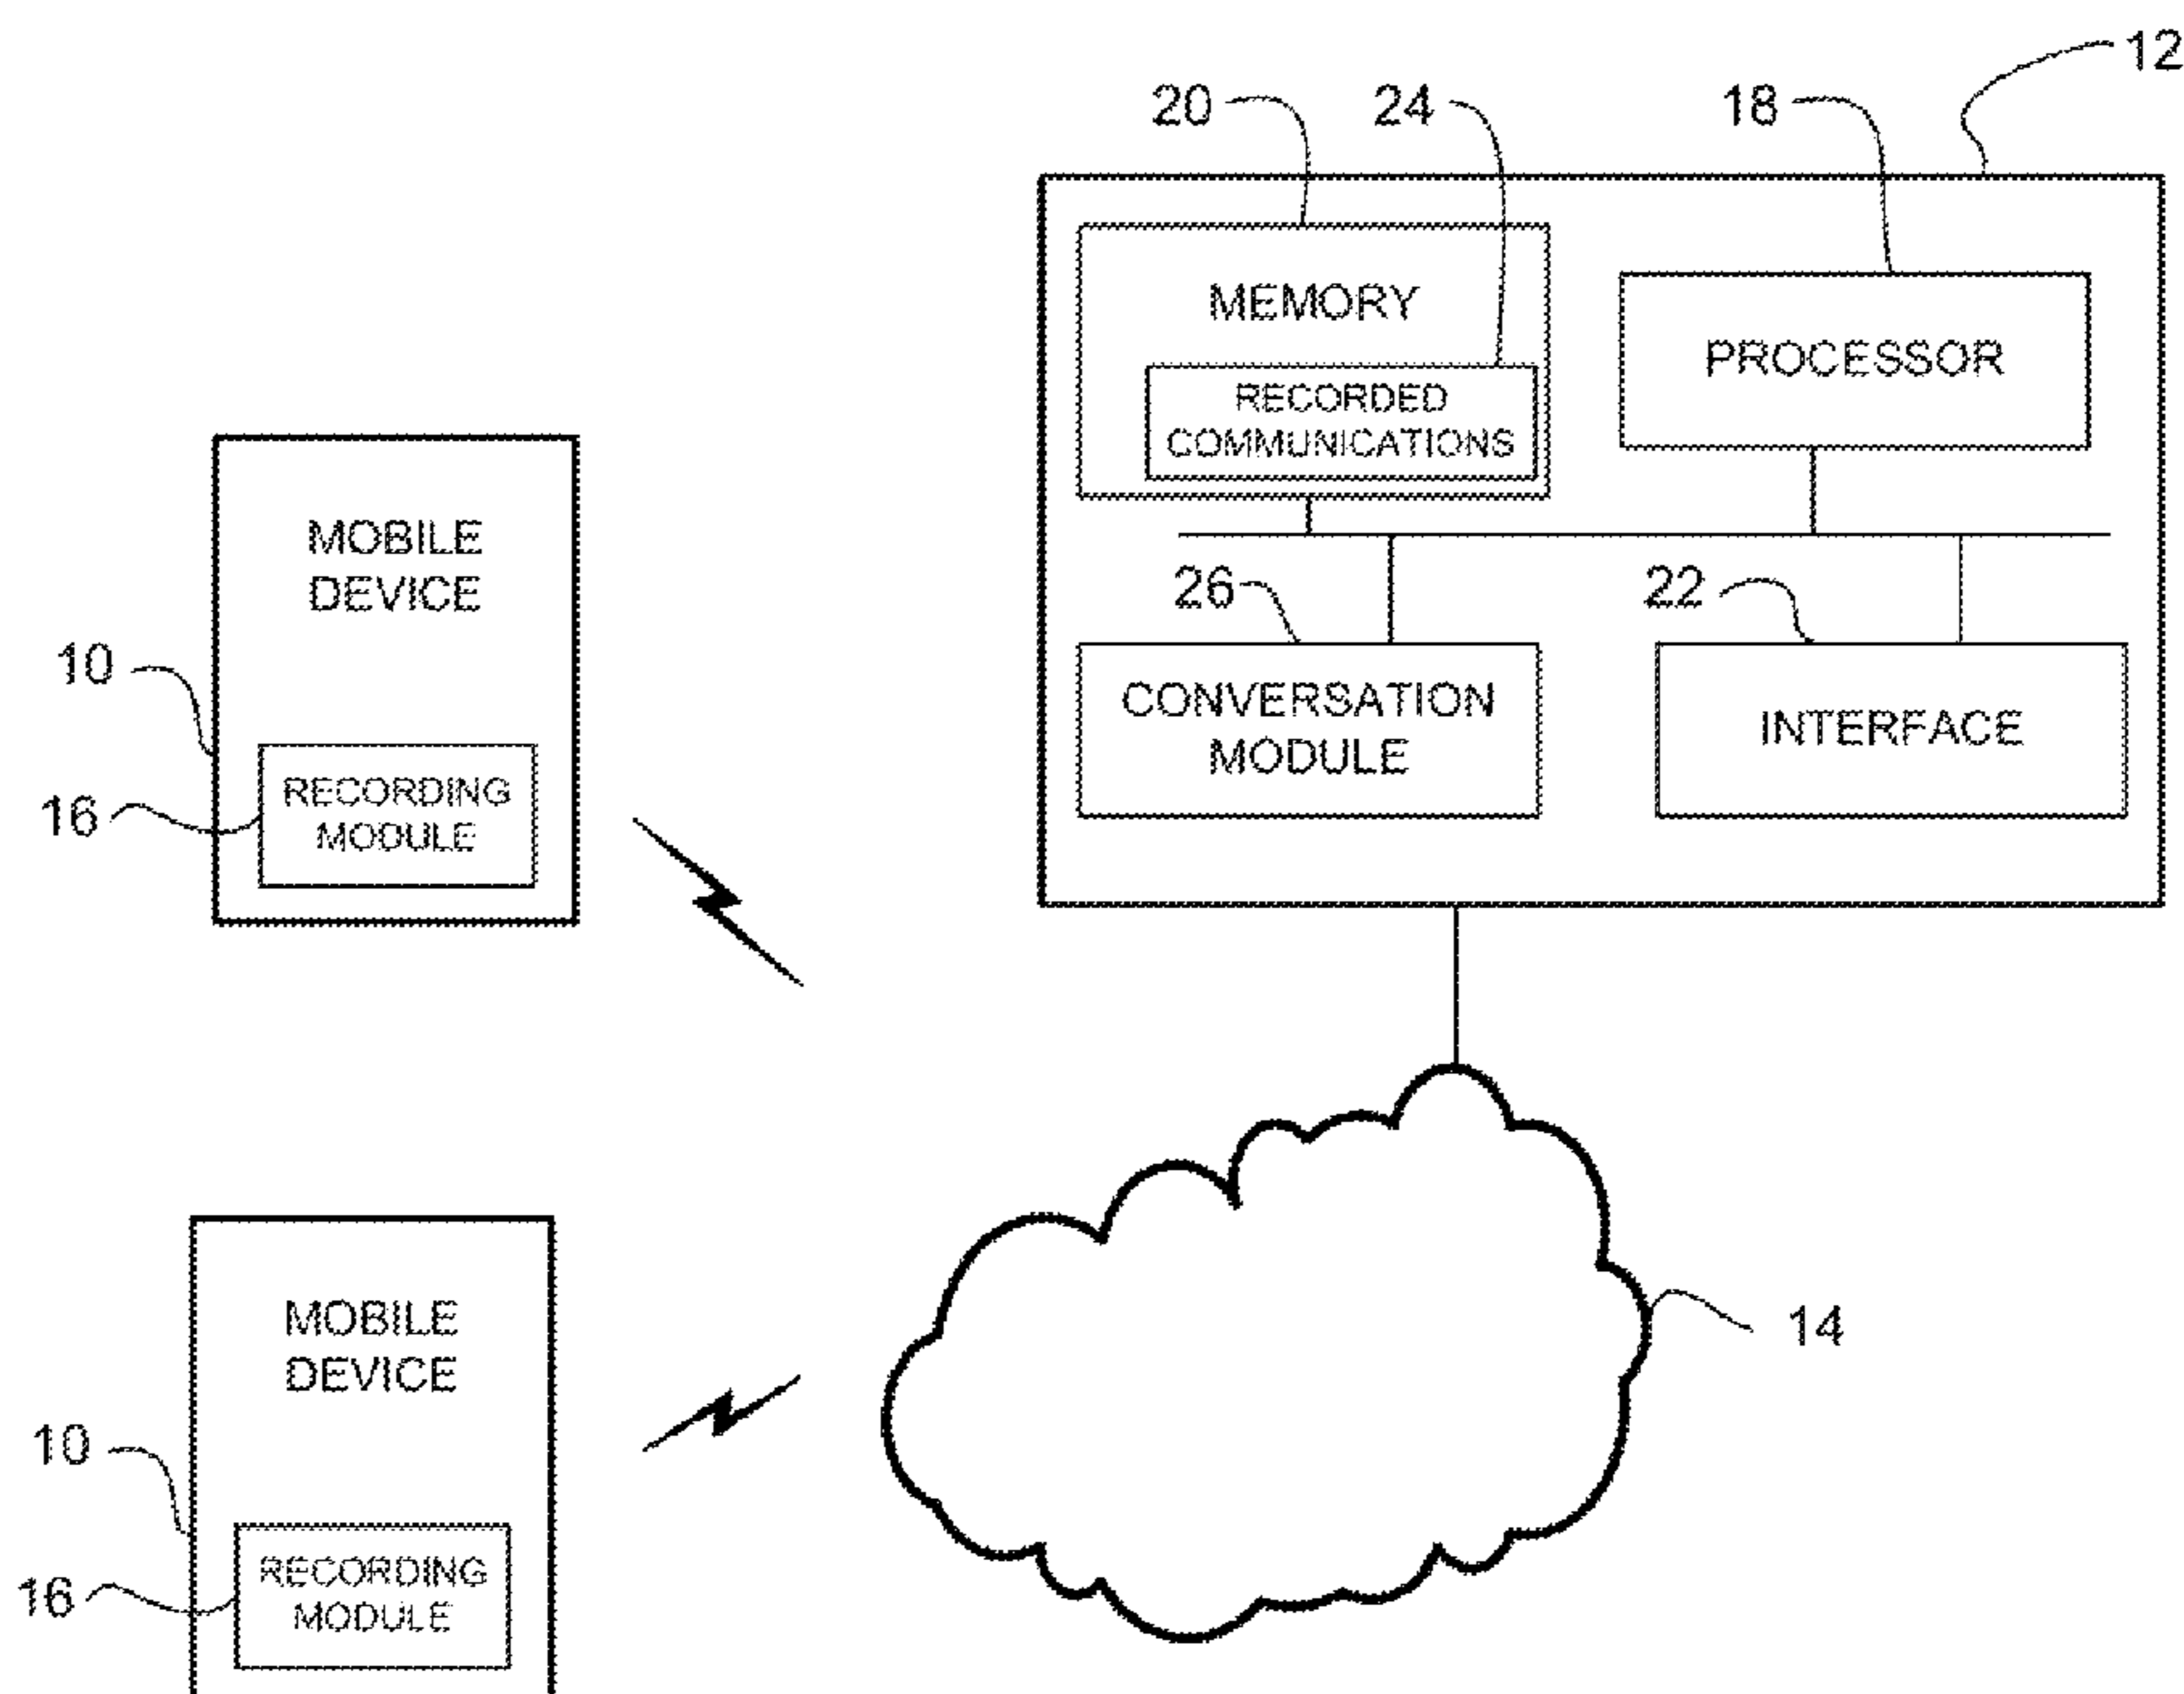 12
20
24
18
MEMORY
PROCESSOR
RECORDED
COMMUNICATIONS
MOBILE
DEVICE
26
22
10
CONVERSATION
MODULE
INTERFACE
16
RECORDING
MODULE
14
MOBILE
DEVICE
10
16
RECORDING
MODULE